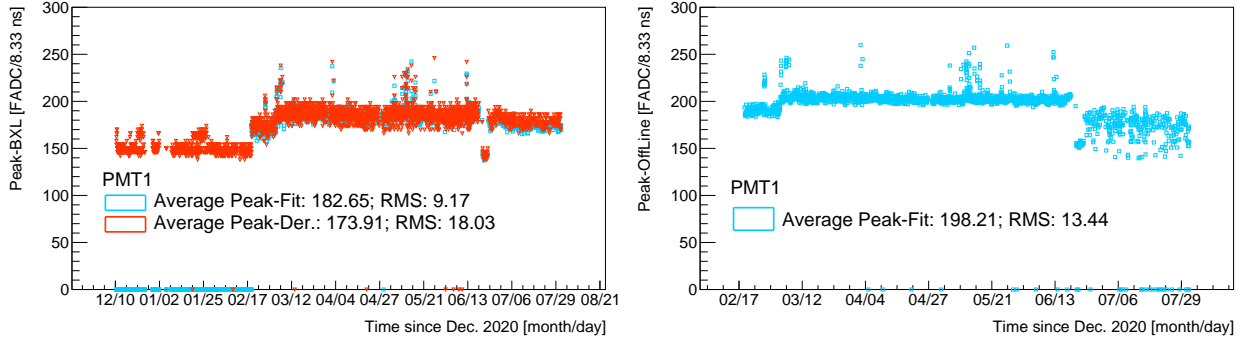 Peak-BXL [FADC/8.33 ns]
300
250
200
150
100
50
0
PMT1
Average Peak-Fit: 182.65; RMS: 9.17
Average Peak-Der.: 173.91; RMS: 18.03
12/10 01/02 01/25 02/17 03/12 04/04 04/27 05/21 06/13 07/06 07/29 08/21
Time since Dec. 2020 [month/day]
Peak-OffLine [FADC/8.33 ns]
300
250
200
150
100
50
0
PMT1
Average Peak-Fit: 198.21; RMS: 13.44
02/17 03/12 04/04 04/27 05/21 06/13 07/06 07/29
Time since Dec. 2020 [month/day]